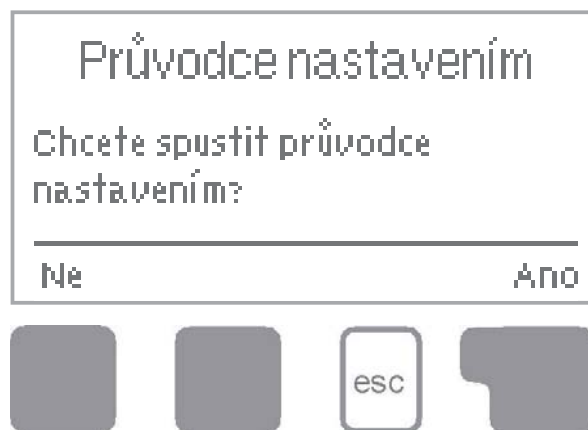 Průvodce nastavením
Chcete spustit průvodce
nastavením?
Ne Ano
esc